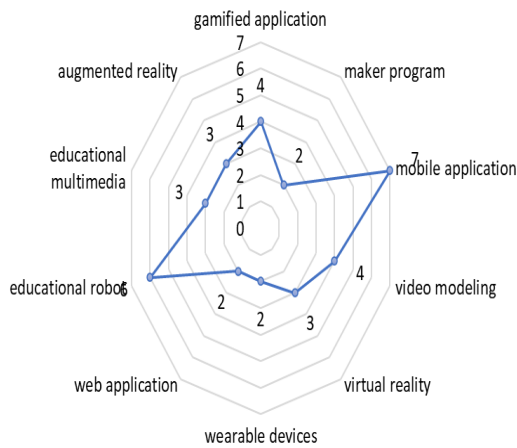 gamified application
7
6
augmented reality
maker program
5
4
4
3
3
2
educational
multimedia
7
mobile application
2
3
1
0
educational robot
6
4
video modeling
2
2
3
web application
virtual reality
wearable devices